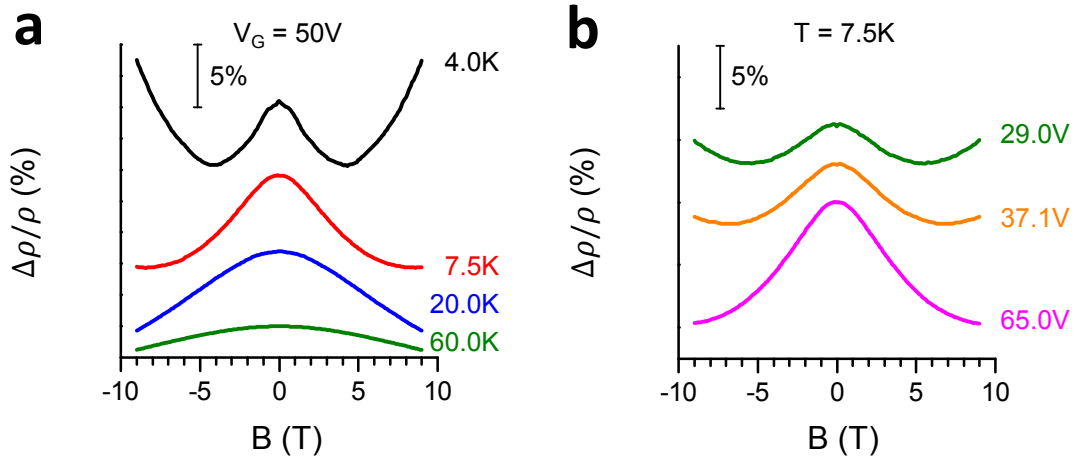 a
V_G = 50V
5%
4.0K
7.5K
20.0K
60.0K
Δρ/ρ (%)
-10 -5 0 5 10
B (T)
b
T = 7.5K
5%
29.0V
37.1V
65.0V
Δρ/ρ (%)
-10 -5 0 5 10
B (T)